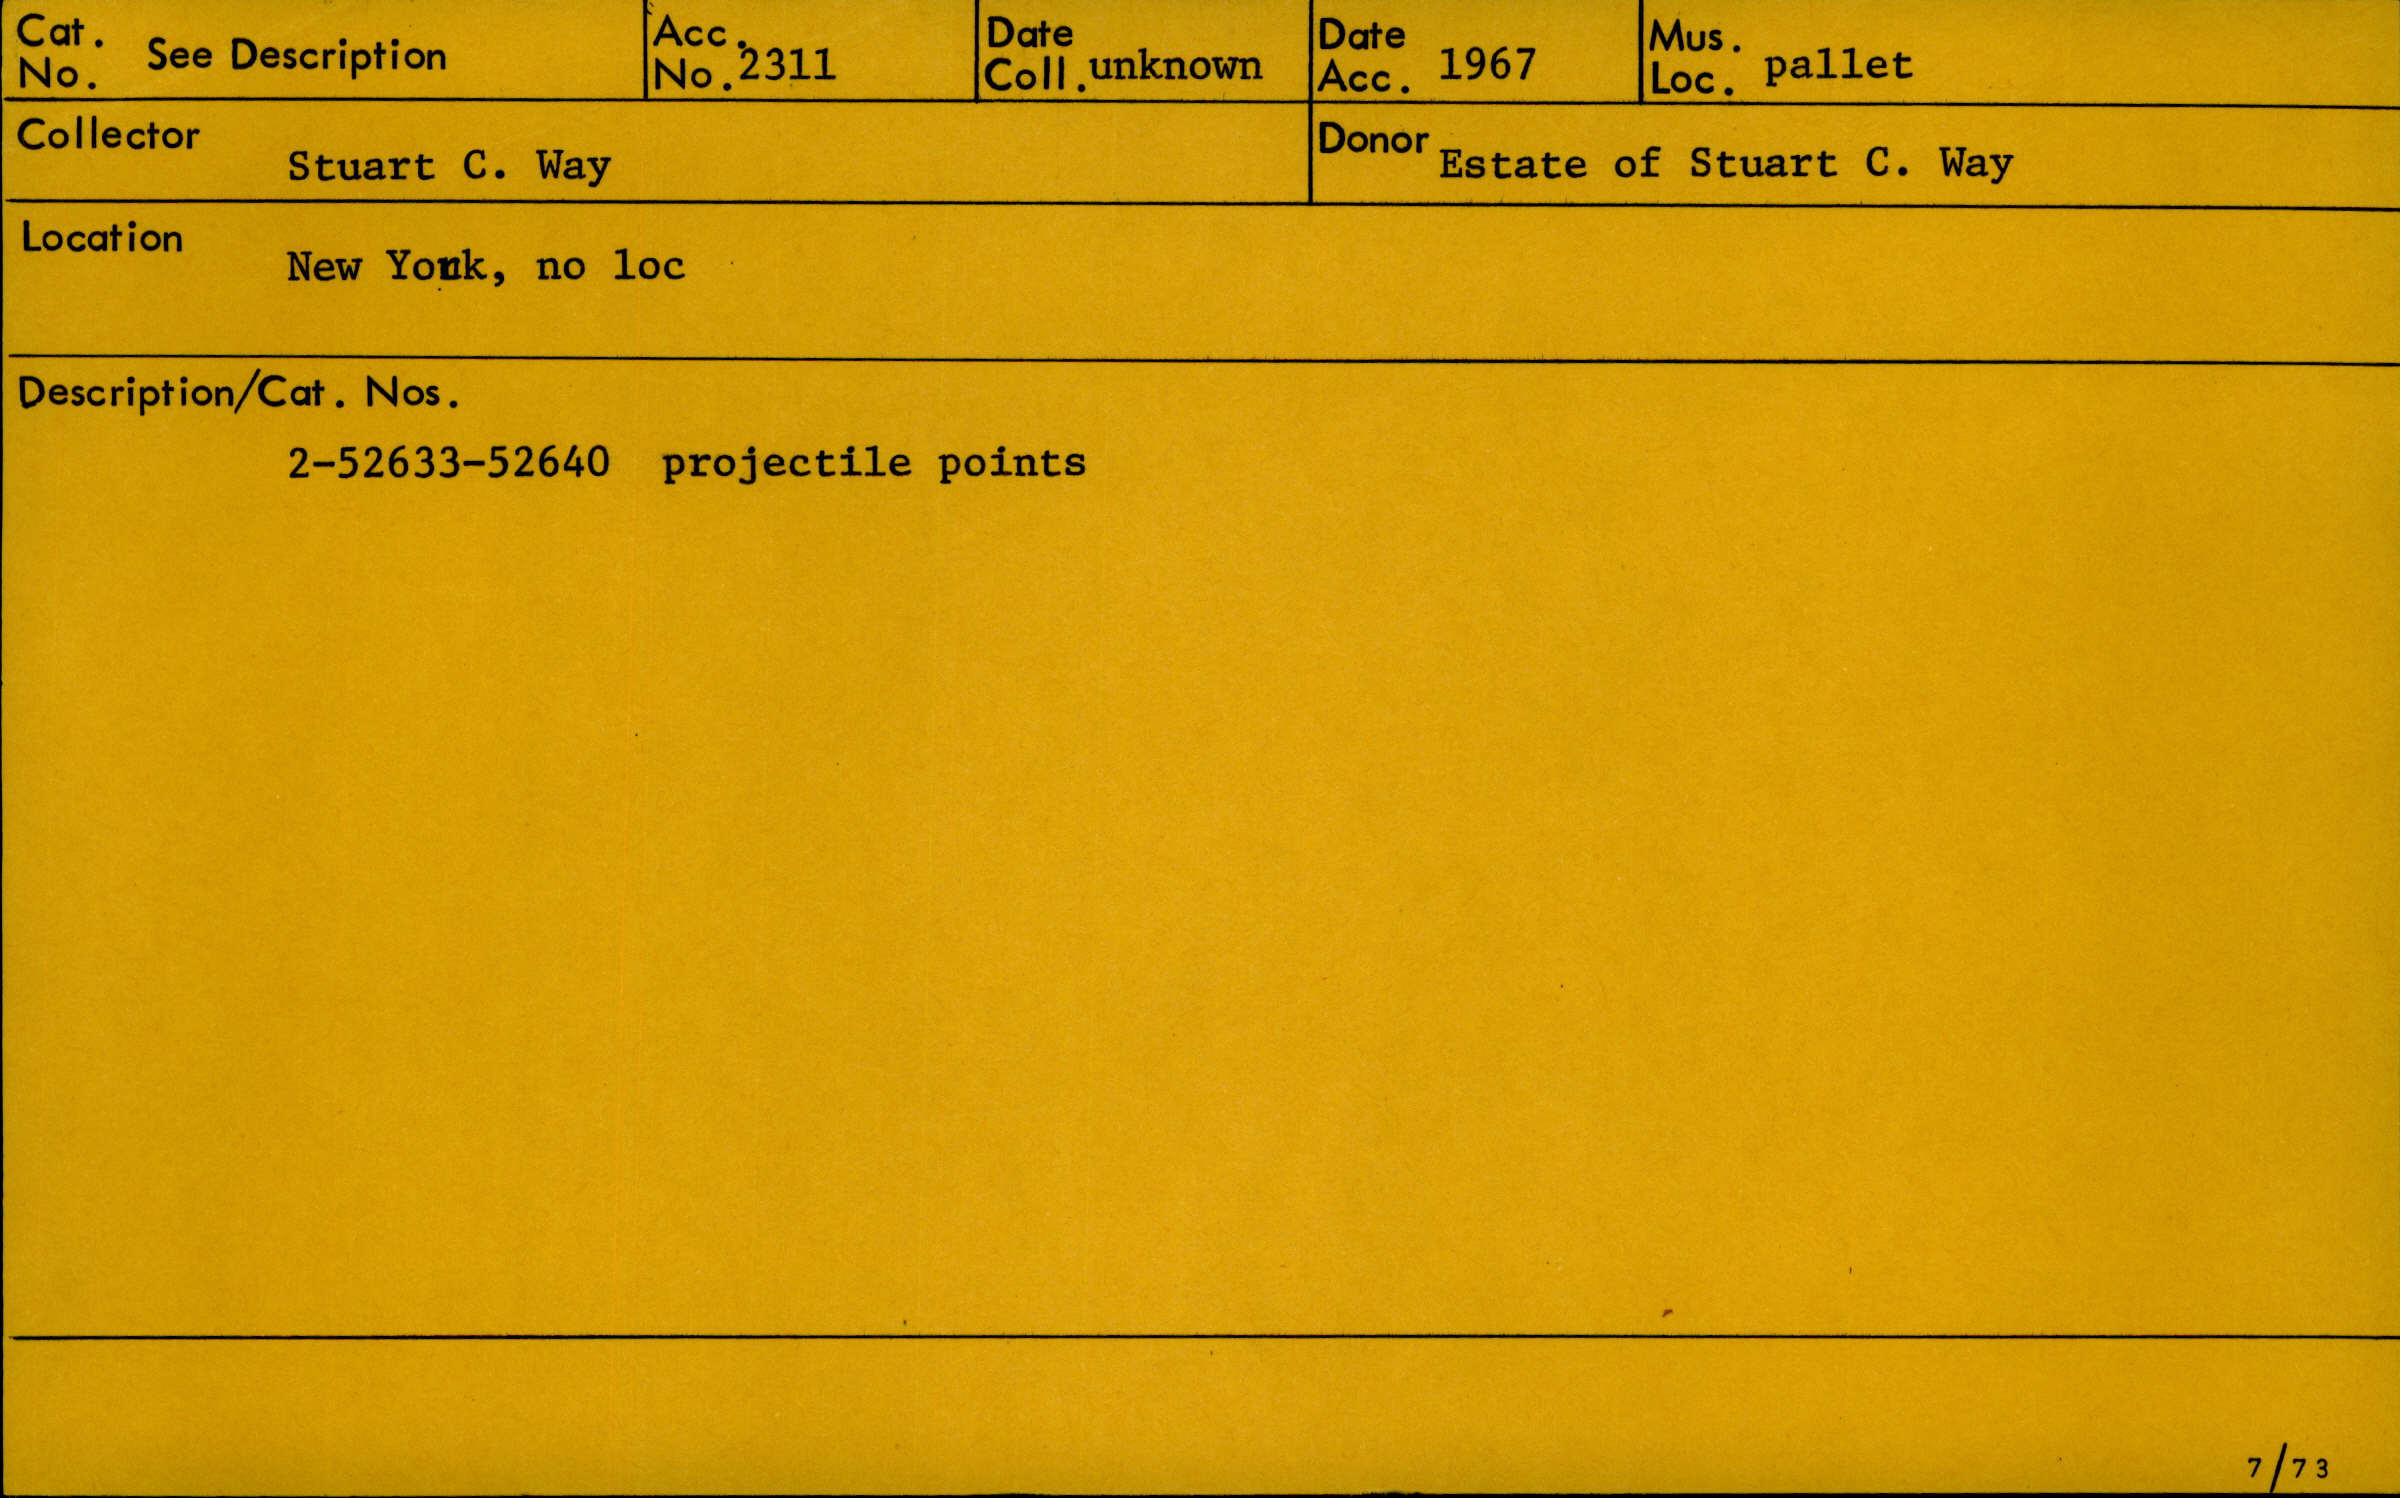 Cat. No. See Description
Acc. No. 2311
Date Coll. unknown
Date Acc. 1967
Mus. Loc. pallet
Collector Stuart C. Way
Donor Estate of Stuart C. Way
Location New York, no loc
Description/Cat. Nos.
2-52633-52640 projectile points
7/73